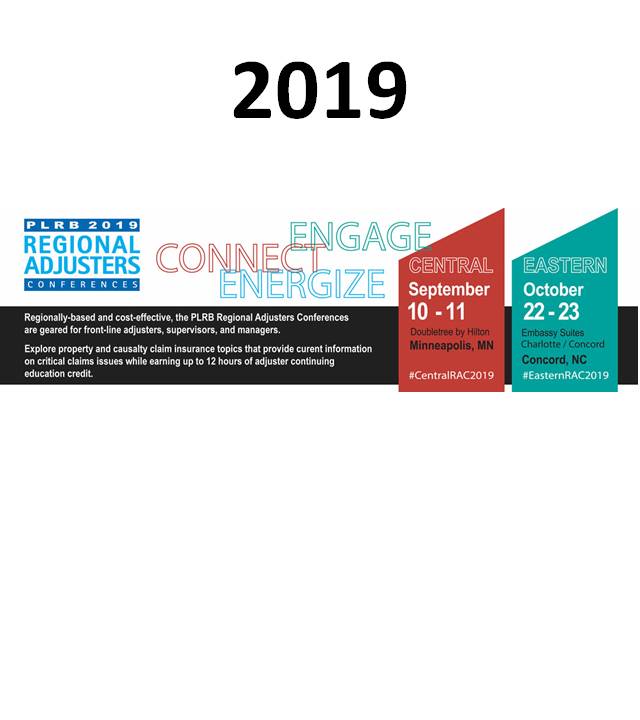 2019
PLRB 2019
REGIONAL
ADJUSTERS
CONFERENCES
ENGAGE
CONNECT
ENERGIZE
Regionally-based and cost-effective, the PLRB Regional Adjusters Conferences
are geared for front-line adjusters, supervisors, and managers.
Explore property and causalty claim insurance topics that provide curent information
on critical claims issues while earning up to 12 hours of adjuster continuing
education credit.
CENTRAL
September
10 - 11
Doubletree by Hilton
Minneapolis, MN
#CentralRAC2019
EASTERN
October
22 - 23
Embassy Suites
Charlotte / Concord
Concord, NC
#EasternRAC2019